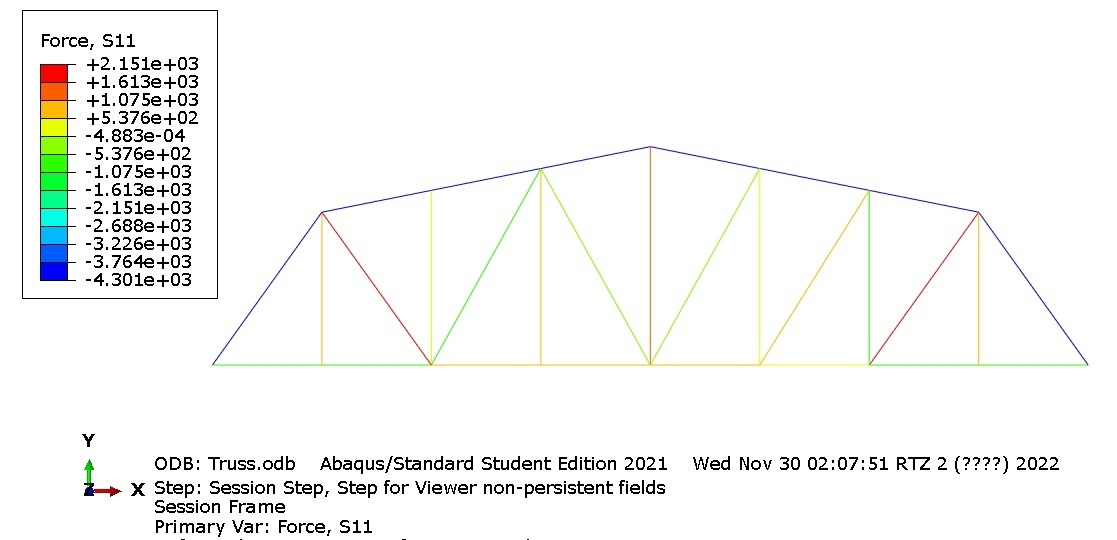 Force, S11
+2.151e+03
+1.613e+03
+1.075e+03
+5.376e+02
-4.883e-04
-5.376e+02
-1.075e+03
-1.613e+03
-2.151e+03
-2.688e+03
-3.226e+03
-3.764e+03
-4.301e+03
Y
Z X
ODB: Truss.odb Abaqus/Standard Student Edition 2021 Wed Nov 30 02:07:51 RTZ 2 (????) 2022
Step: Session Step, Step for Viewer non-persistent fields
Session Frame
Primary Var: Force, S11